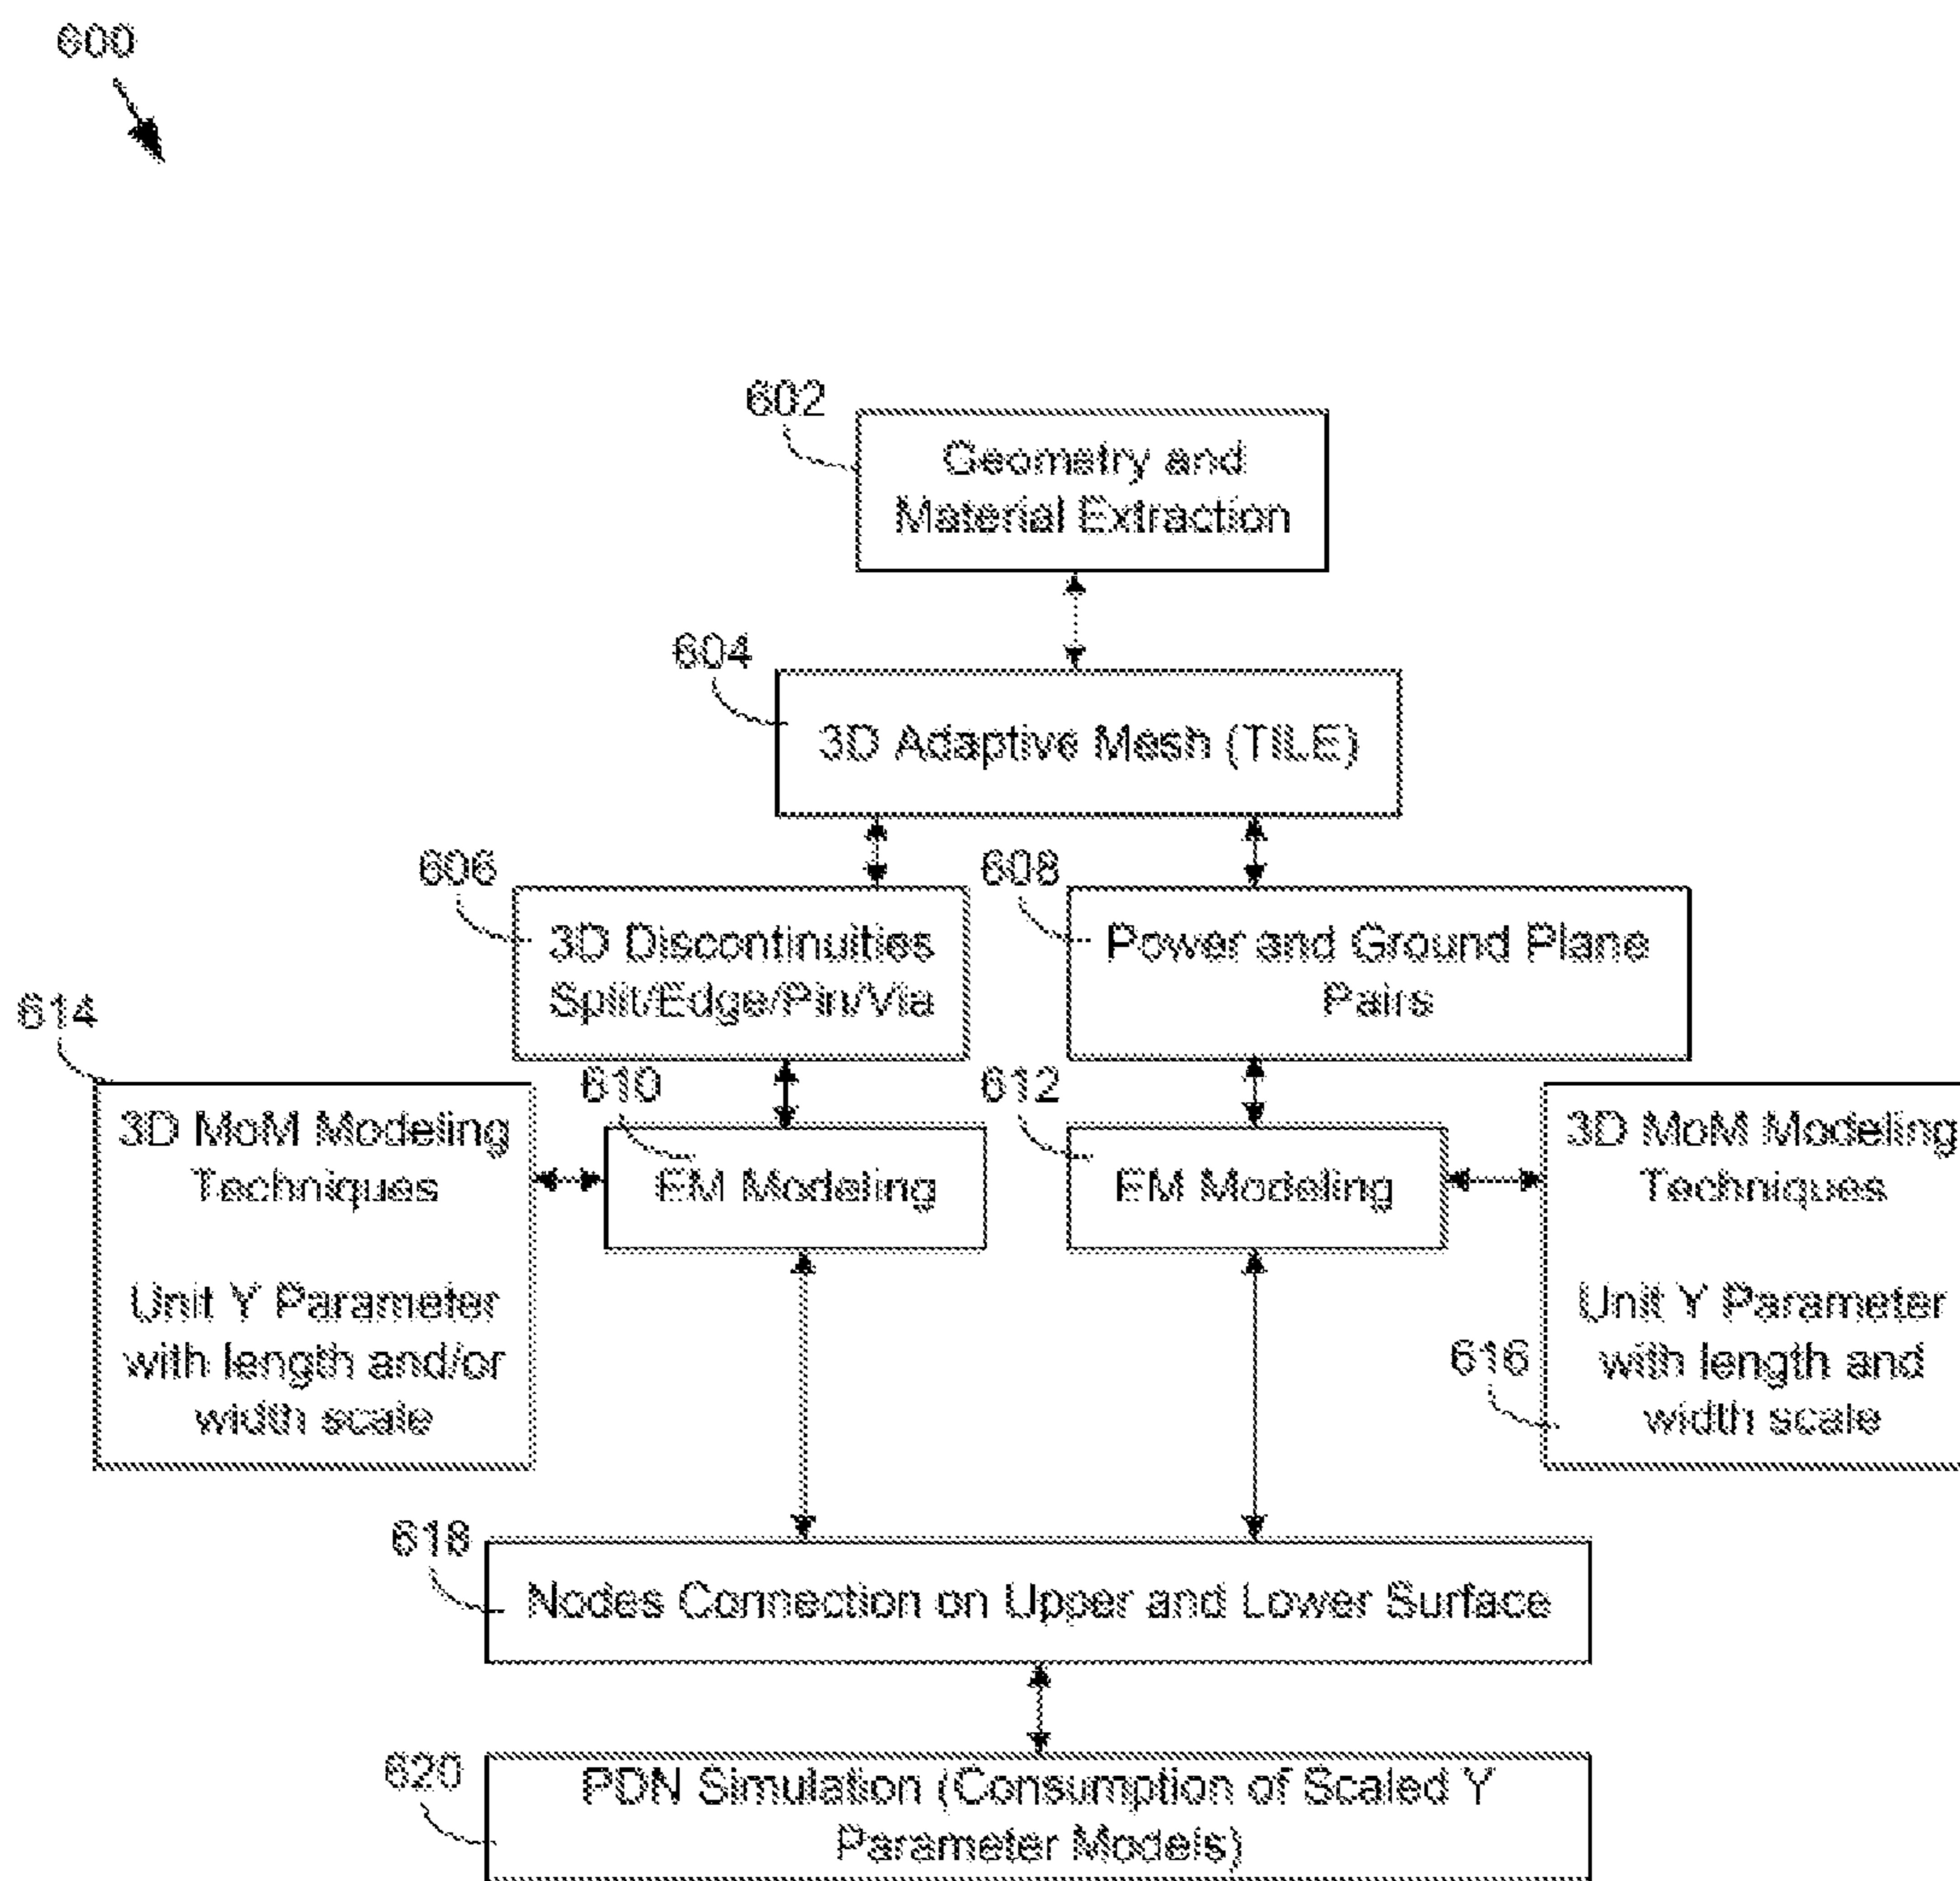 600
602
Geometry and
Material Extraction
604
3D Adaptive Mesh (TILE)
606
3D Discontinuities
Split/Edge/Pin/Via
608
Power and Ground Plane
Pairs
614
3D MoM Modeling
Techniques
Unit Y Parameter
with length and/or
width scale
610
EM Modeling
612
EM Modeling
3D MoM Modeling
Techniques
Unit Y Parameter
with length and
width scale
616
618
Nodes Connection on Upper and Lower Surface
620
PDN Simulation (Consumption of Scaled Y
Parameter Models)